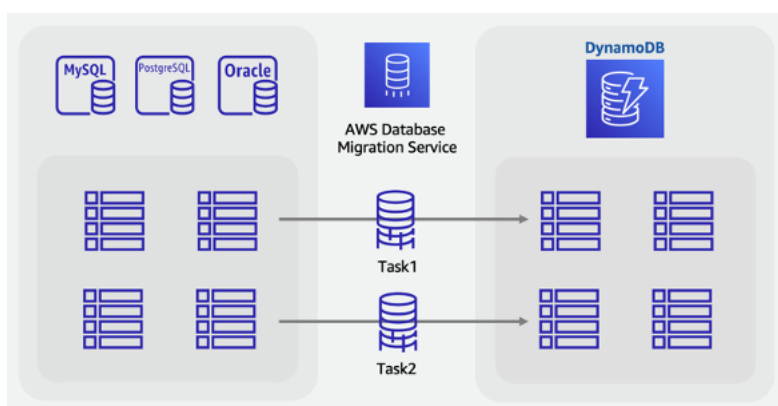 MySQL
PostgreSQL
Oracle
AWS Database
Migration Service
DynamoDB
Task1
Task2